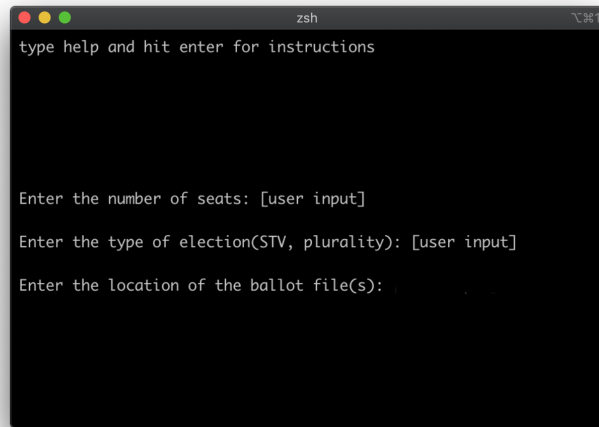 zsh
⌥⌘1
type help and hit enter for instructions
Enter the number of seats: [user input]
Enter the type of election(STV, plurality): [user input]
Enter the location of the ballot file(s):